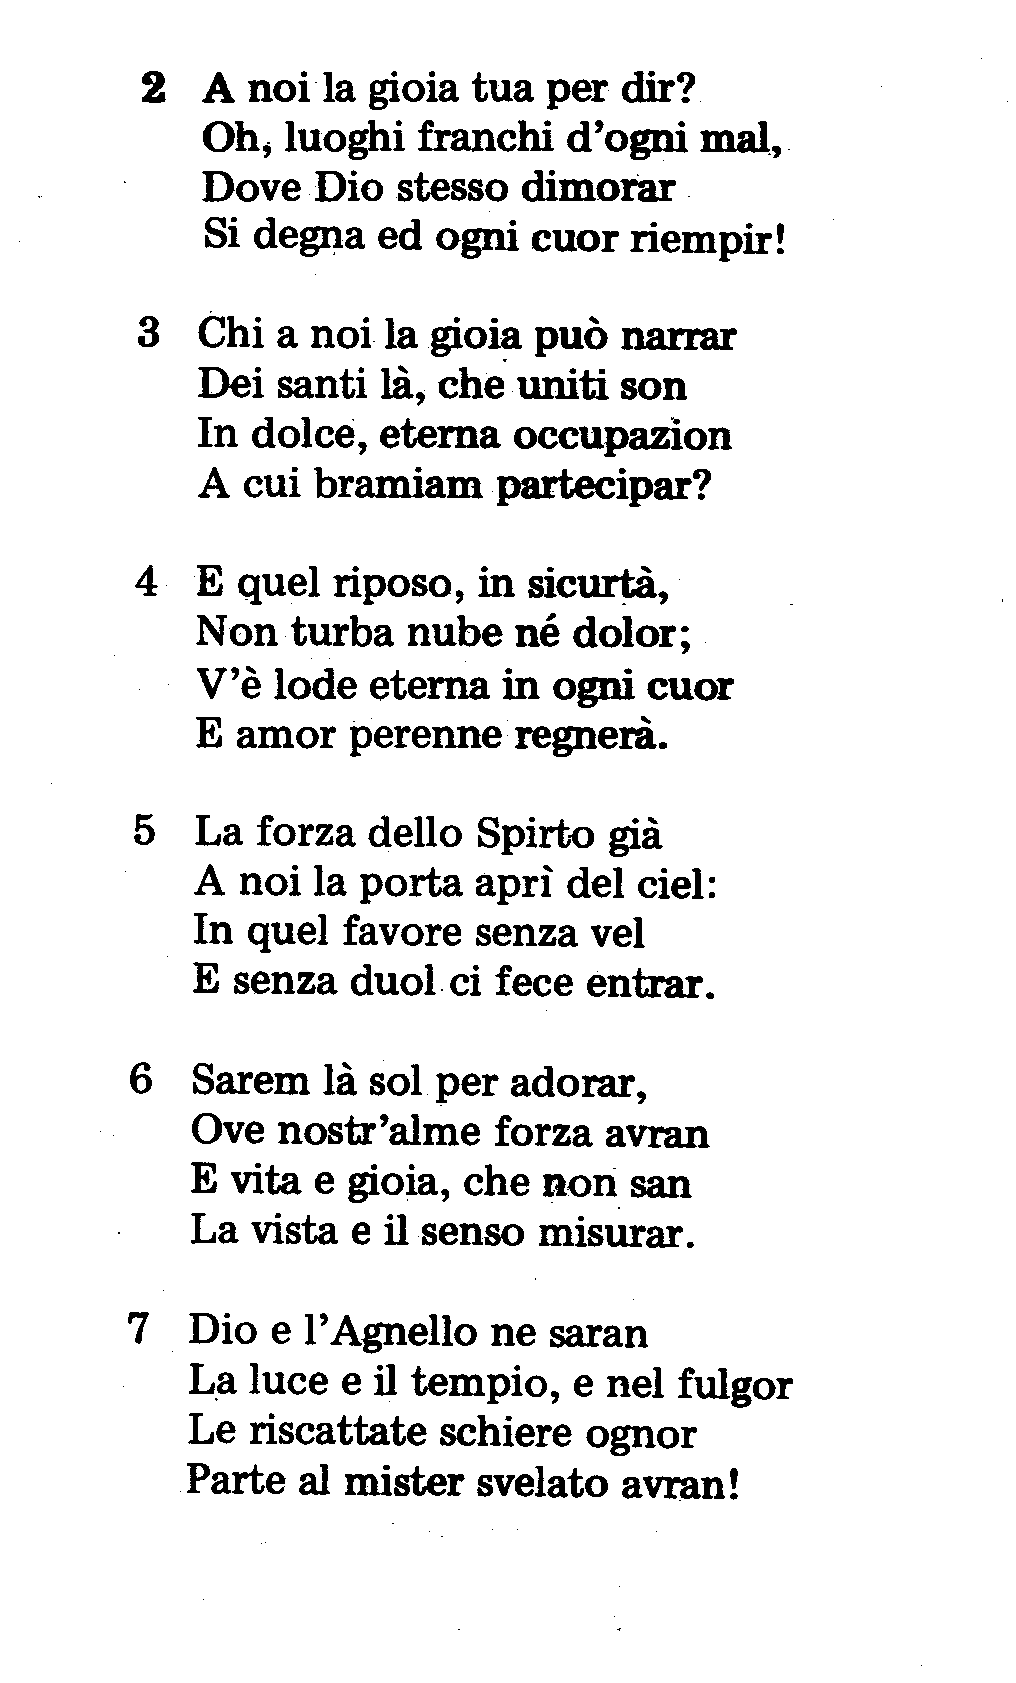 2 A noi la gioia tua per dir?
Oh, luoghi franchi d'ogni mal,
Dove Dio stesso dimorar
Si degna ed ogni cuor riempir!
3 Chi a noi la gioia può narrar
Dei santi là, che uniti son
In dolce, eterna occupazion
A cui bramiam partecipar?
4 E quel riposo, in sicurtà,
Non turba nube né dolor;
V'è lode eterna in ogni cuor
E amor perenne regnerà.
5 La forza dello Spirto già
A noi la porta aprì del ciel:
In quel favore senza vel
E senza duol ci fece entrar.
6 Sarem là sol per adorar,
Ove nostr'alme forza avran
E vita e gioia, che non san
La vista e il senso misurar.
7 Dio e l'Agnello ne saran
La luce e il tempio, e nel fulgor
Le riscattate schiere ognor
Parte al mister svelato avran!